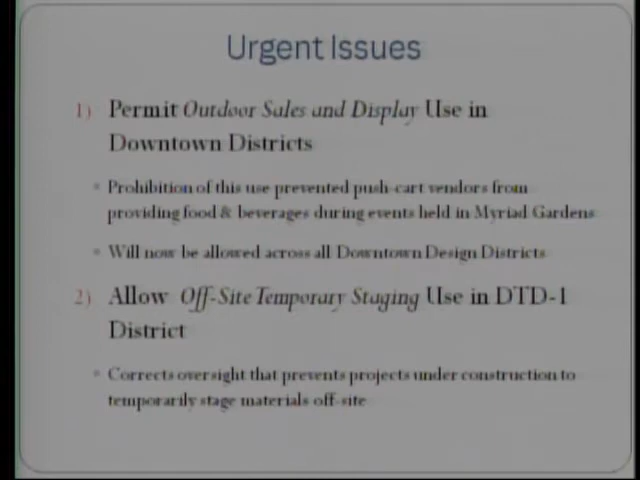 Urgent Issues
1) Permit Outdoor Sales and Display Use in
Downtown Districts
• Prohibition of this use prevented push-cart vendors from
providing food & beverages during events held in Myriad Gardens
• Will now be allowed across all Downtown Design Districts
2) Allow Off-Site Temporary Staging Use in DTD-1
District
• Corrects oversight that prevents projects under construction to
temporarily stage materials off-site